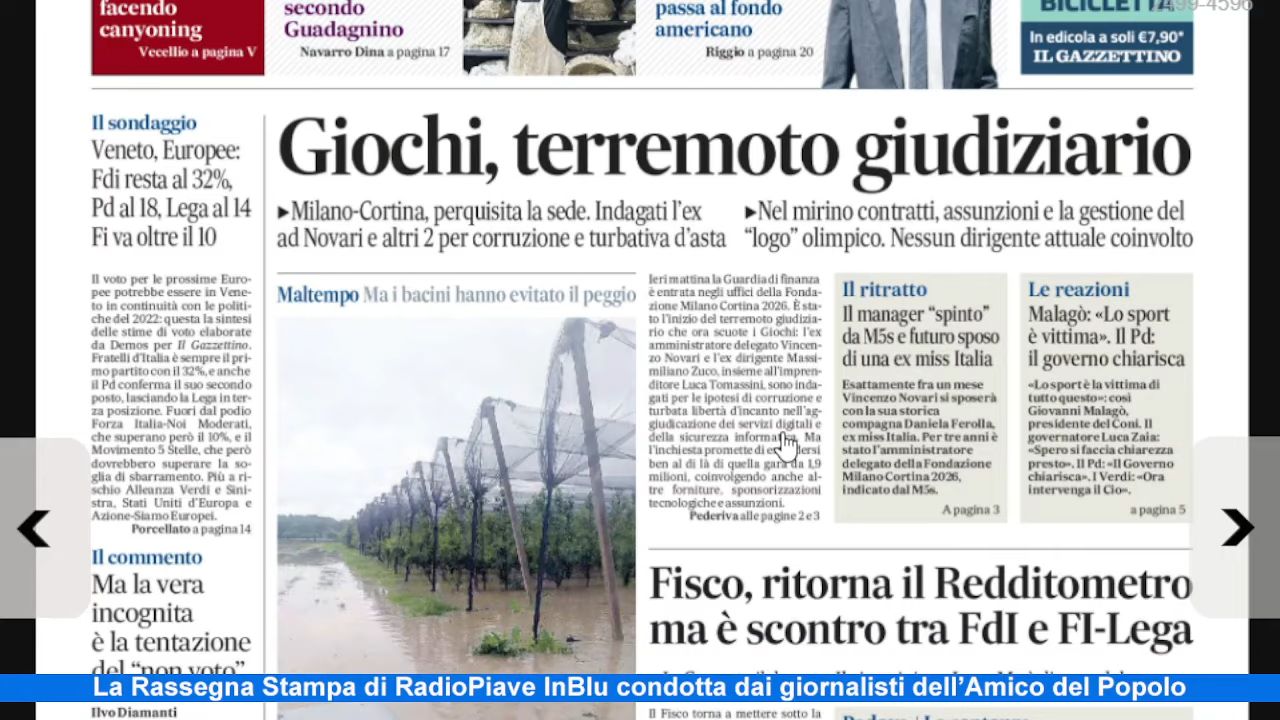 facendo
canyoning
Vecellio a pagina V
secondo
Guadagnino
Navarro Dina a pagina 17
passa al fondo
americano
Riggio a pagina 20
BICICLETTA
2499-4596
In edicola a soli €7,90*
IL GAZZETTINO
Il sondaggio
Veneto, Europee:
Fdi resta al 32%,
Pd al 18, Lega al 14
Fi va oltre il 10
Il voto per le prossime Euro-
pee potrebbe essere in Vene-
to in continuità con le politi-
che del 2022: questa la sintesi
delle stime di voto elaborate
da Demos per Il Gazzettino.
Fratelli d'Italia è sempre il pri-
mo partito con il 32%, e anche
il Pd conferma il suo secondo
posto, lasciando la Lega in ter-
za posizione. Fuori dal podio
Forza Italia-Noi Moderati,
che superano però il 10%, e il
Movimento 5 Stelle, che però
dovrebbero superare la so-
glia di sbarramento. Più a ri-
schio Alleanza Verdi e Sini-
stra, Stati Uniti d'Europa e
Azione-Siamo Europei.
Porcellato a pagina 14
Il commento
Ma la vera
incognita
è la tentazione
del "non voto"
Ilvo Diamanti
Giochi, terremoto giudiziario
►Milano-Cortina, perquisita la sede. Indagati l'ex
ad Novari e altri 2 per corruzione e turbativa d'asta
►Nel mirino contratti, assunzioni e la gestione del
"logo" olimpico. Nessun dirigente attuale coinvolto
Maltempo Ma i bacini hanno evitato il peggio
Ieri mattina la Guardia di finanza
è entrata negli uffici della Fonda-
zione Milano Cortina 2026. È sta-
to l'inizio del terremoto giudizia-
rio che ora scuote i Giochi: l'ex
amministratore delegato Vincen-
zo Novari e l'ex dirigente Massi-
miliano Zuco, insieme all'impren-
ditore Luca Tomassini, sono inda-
gati per le ipotesi di corruzione e
turbata libertà d'incanto nell'ag-
giudicazione dei servizi digitali e
della sicurezza informatica. Ma
l'inchiesta promette di estendersi
ben al di là di quella gara da 1,9
milioni, coinvolgendo anche al-
tre forniture, sponsorizzazioni
tecnologiche e assunzioni.
Pederiva alle pagine 2 e 3
Il ritratto
Il manager "spinto"
da M5s e futuro sposo
di una ex miss Italia
Esattamente fra un mese
Vincenzo Novari si sposerà
con la sua storica
compagna Daniela Ferolla,
ex miss Italia. Per tre anni è
stato l'amministratore
delegato della Fondazione
Milano Cortina 2026,
indicato dal M5s.
A pagina 3
Le reazioni
Malagò: «Lo sport
è vittima». Il Pd:
il governo chiarisca
«Lo sport è la vittima di
tutto questo»: così
Giovanni Malagò,
presidente del Coni. Il
governatore Luca Zaia:
«Spero si faccia chiarezza
presto». Il Pd: «Il Governo
chiarisca». I Verdi: «Ora
intervenga il Cio».
a pagina 5
Fisco, ritorna il Redditometro
ma è scontro tra FdI e FI-Lega
Il Fisco torna a mettere sotto la
La Rassegna Stampa di RadioPiave InBlu condotta dai giornalisti dell'Amico del Popolo